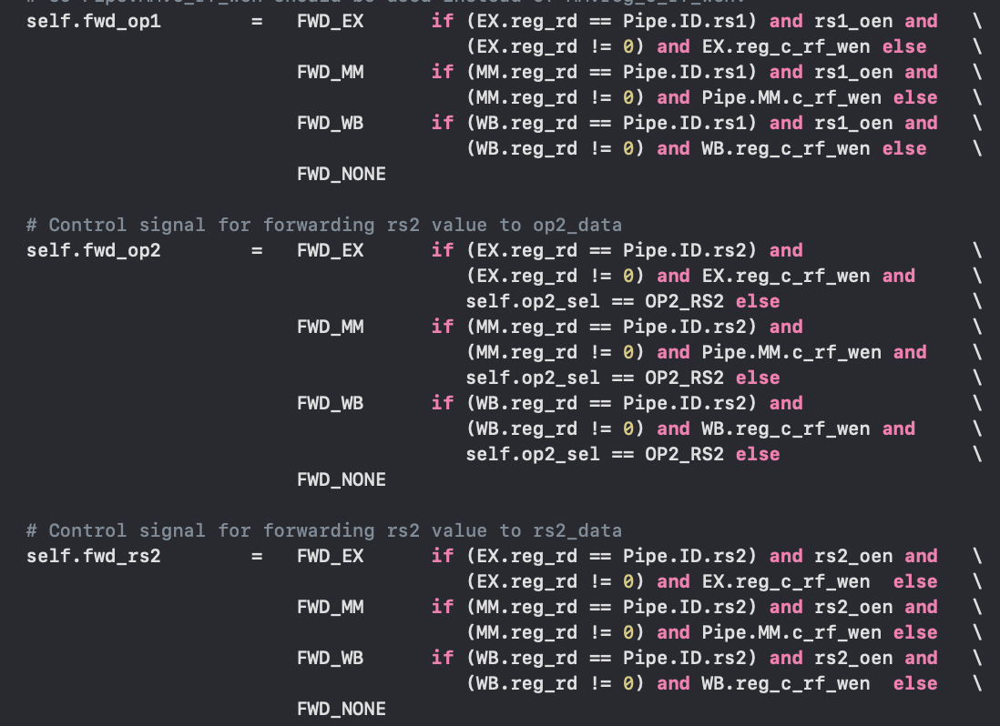 self.fwd_op1        =   FWD_EX      if (EX.reg_rd == Pipe.rs1) and rs1_oen and   \
                                       (EX.reg_rd != 0) and EX.reg_c_rf_wen else    \
                        FWD_MM      if (MM.reg_rd == Pipe.ID.rs1) and rs1_oen and   \
                                       (MM.reg_rd != 0) and Pipe.MM.c_rf_wen else   \
                        FWD_WB      if (WB.reg_rd == Pipe.ID.rs1) and rs1_oen and   \
                                       (WB.reg_rd != 0) and WB.reg_c_rf_wen else    \
                        FWD_NONE
# Control signal for forwarding rs2 value to op2_data
self.fwd_op2        =   FWD_EX      if (EX.reg_rd == Pipe.ID.rs2) and               \
                                       (EX.reg_rd != 0) and EX.reg_c_rf_wen and     \
                                       self.op2_sel == OP2_RS2 else                 \
                        FWD_MM      if (MM.reg_rd == Pipe.ID.rs2) and               \
                                       (MM.reg_rd != 0) and Pipe.MM.c_rf_wen and    \
                                       self.op2_sel == OP2_RS2 else                 \
                        FWD_WB      if (WB.reg_rd == Pipe.ID.rs2) and               \
                                       (WB.reg_rd != 0) and WB.reg_c_rf_wen and     \
                                       self.op2_sel == OP2_RS2 else                 \
                        FWD_NONE
# Control signal for forwarding rs2 value to rs2_data
self.fwd_rs2        =   FWD_EX      if (EX.reg_rd == Pipe.ID.rs2) and rs2_oen and   \
                                       (EX.reg_rd != 0) and EX.reg_c_rf_wen  else   \
                        FWD_MM      if (MM.reg_rd == Pipe.ID.rs2) and rs2_oen and   \
                                       (MM.reg_rd != 0) and Pipe.MM.c_rf_wen else   \
                        FWD_WB      if (WB.reg_rd == Pipe.ID.rs2) and rs2_oen and   \
                                       (WB.reg_rd != 0) and WB.reg_c_rf_wen  else   \
                        FWD_NONE